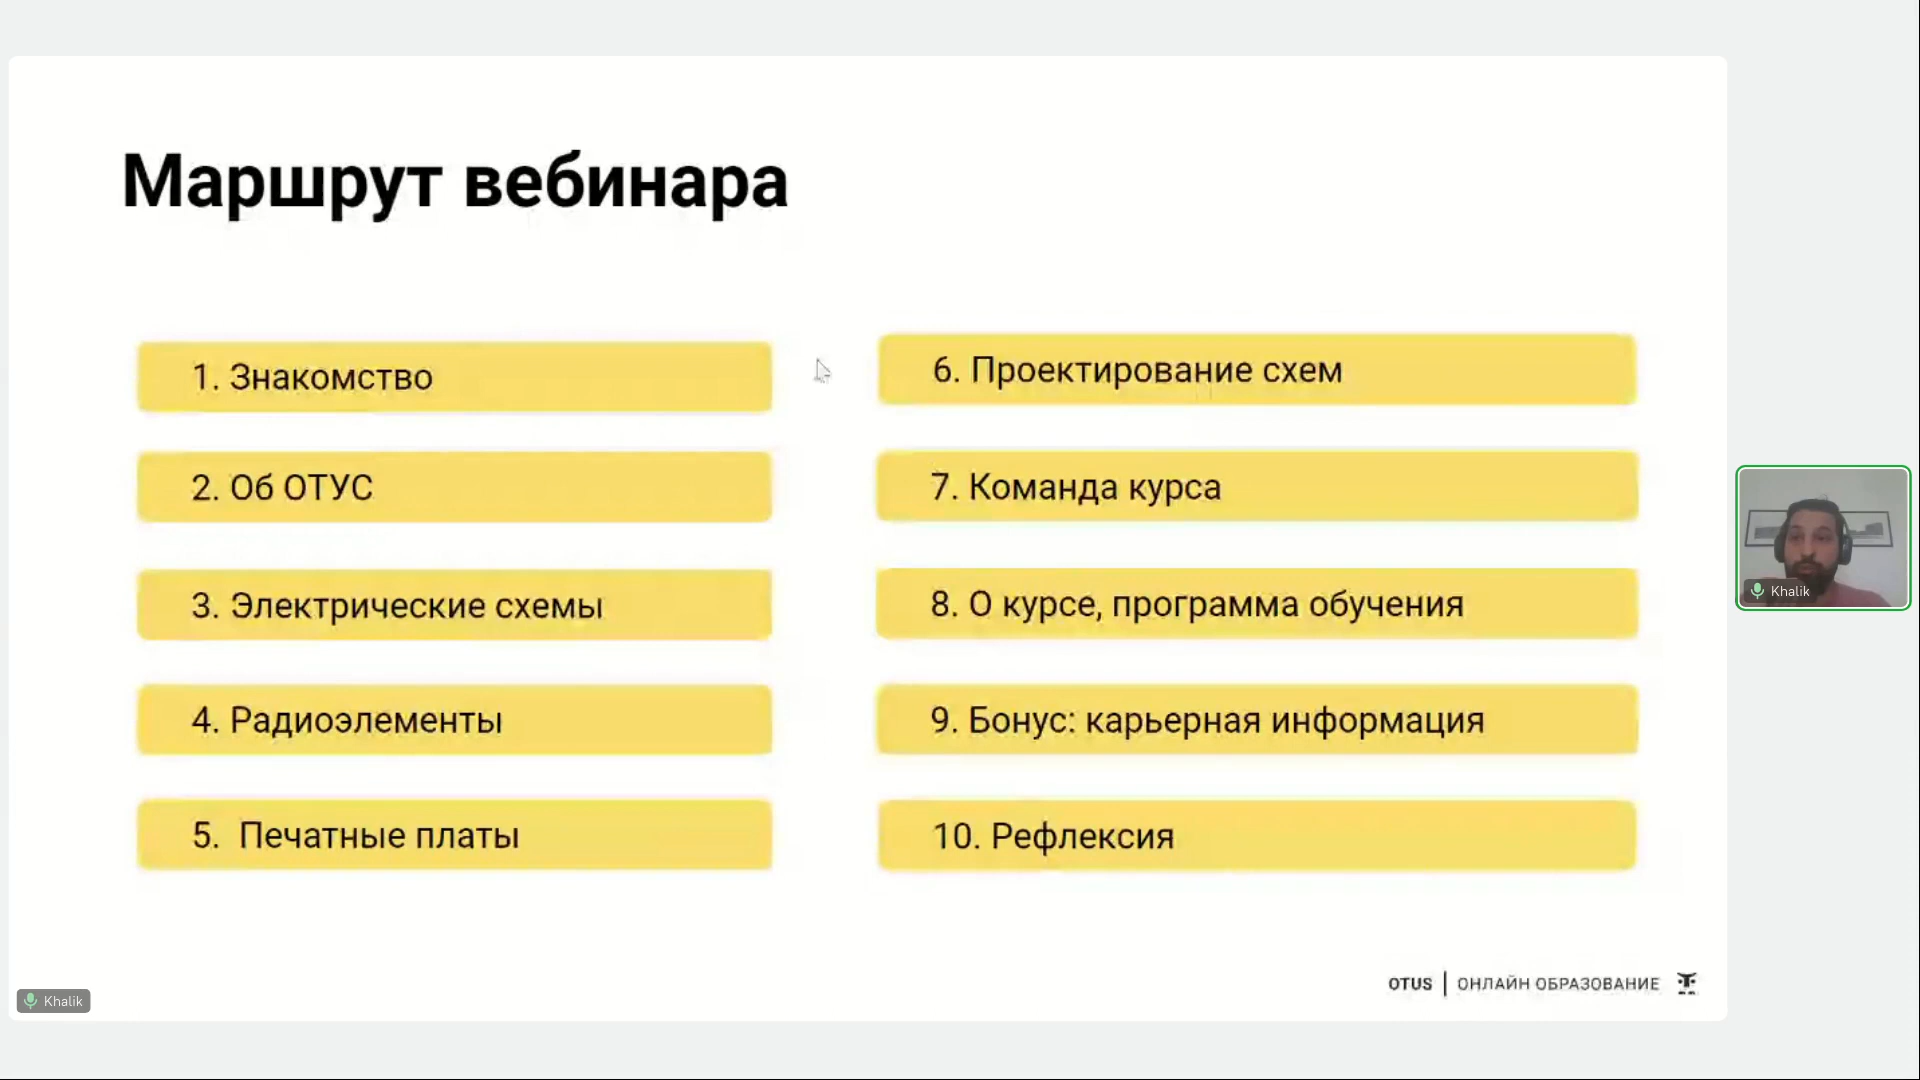 Маршрут вебинара
1. Знакомство
2. Об ОТУС
3. Электрические схемы
4. Радиоэлементы
5. Печатные платы
6. Проектирование схем
7. Команда курса
8. О курсе, программа обучения
9. Бонус: карьерная информация
10. Рефлексия
OTUS | ОНЛАЙН ОБРАЗОВАНИЕ
Khalik
Khalik